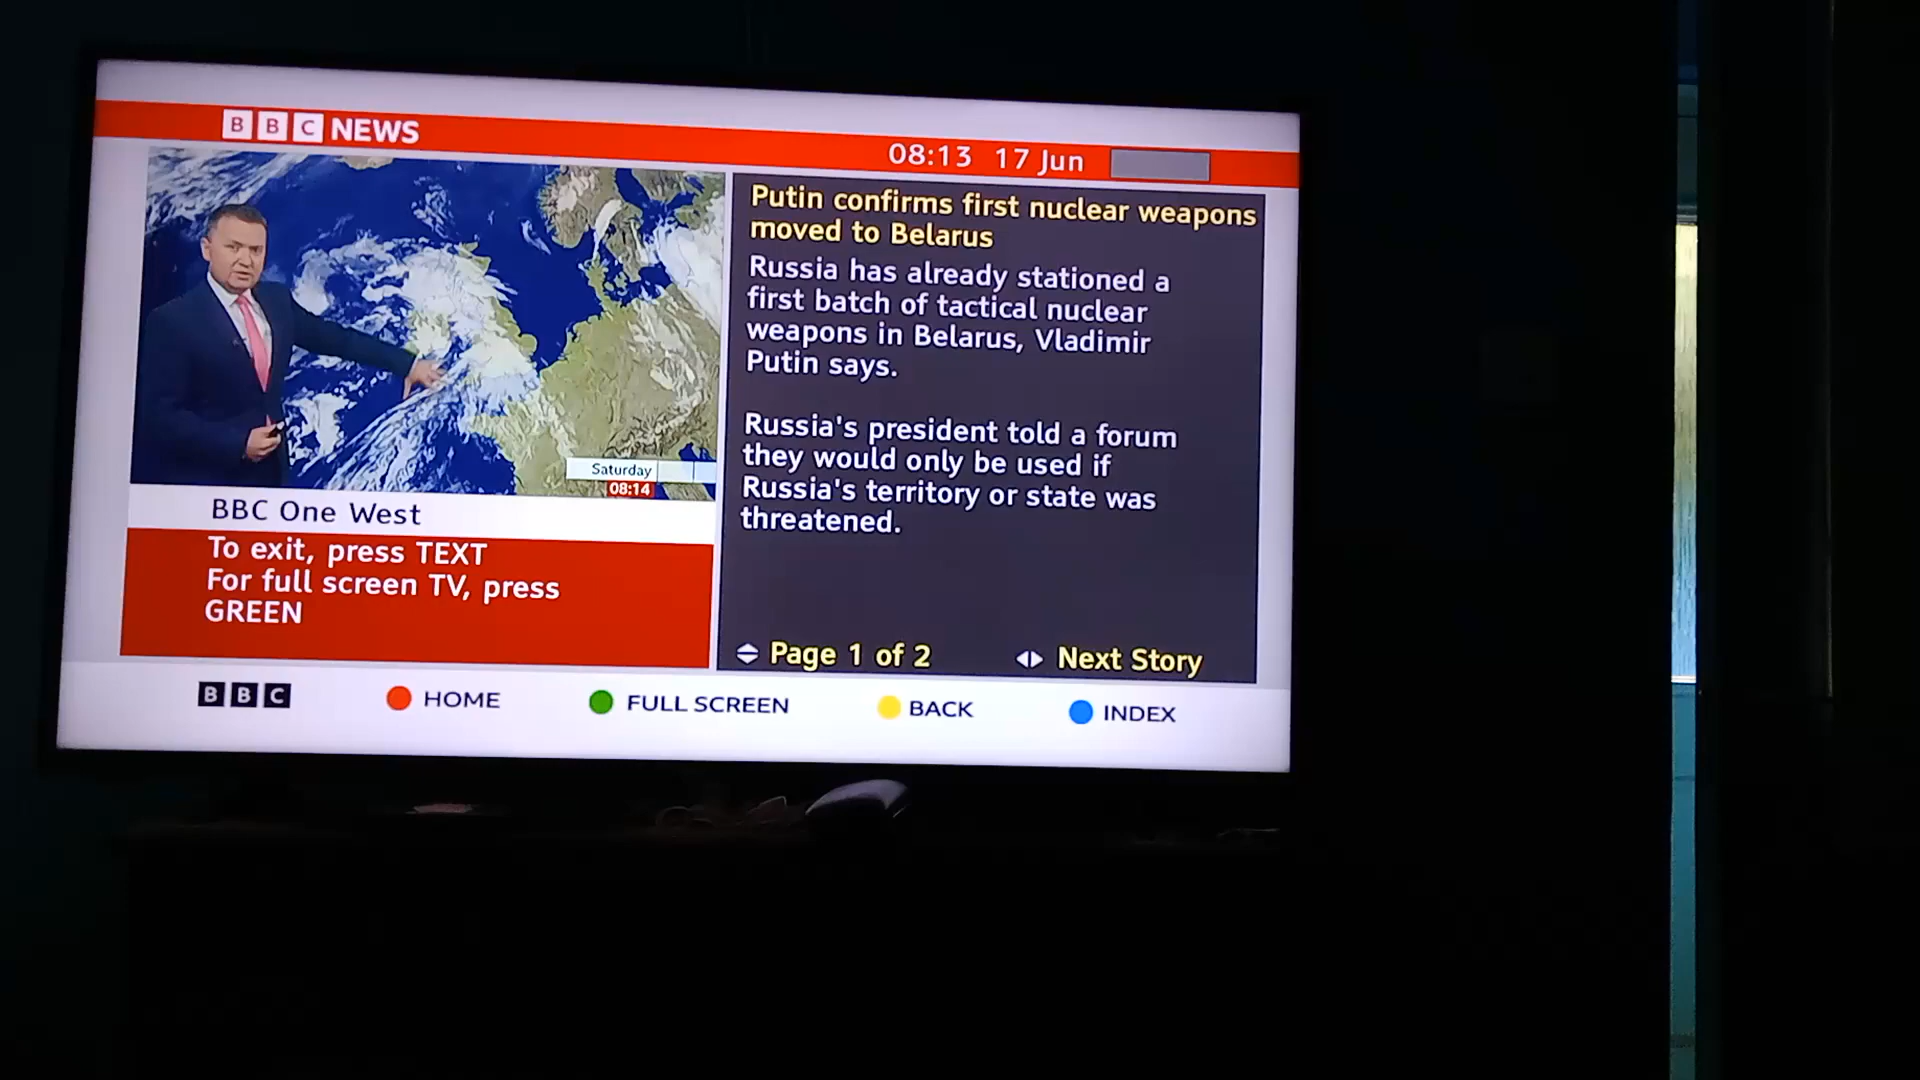 BBC NEWS
08:13 17 Jun
Saturday
08:14
BBC One West
To exit, press TEXT
For full screen TV, press
GREEN
Putin confirms first nuclear weapons
moved to Belarus
Russia has already stationed a
first batch of tactical nuclear
weapons in Belarus, Vladimir
Putin says.
Russia's president told a forum
they would only be used if
Russia's territory or state was
threatened.
Page 1 of 2 Next Story
BBC HOME FULL SCREEN BACK INDEX